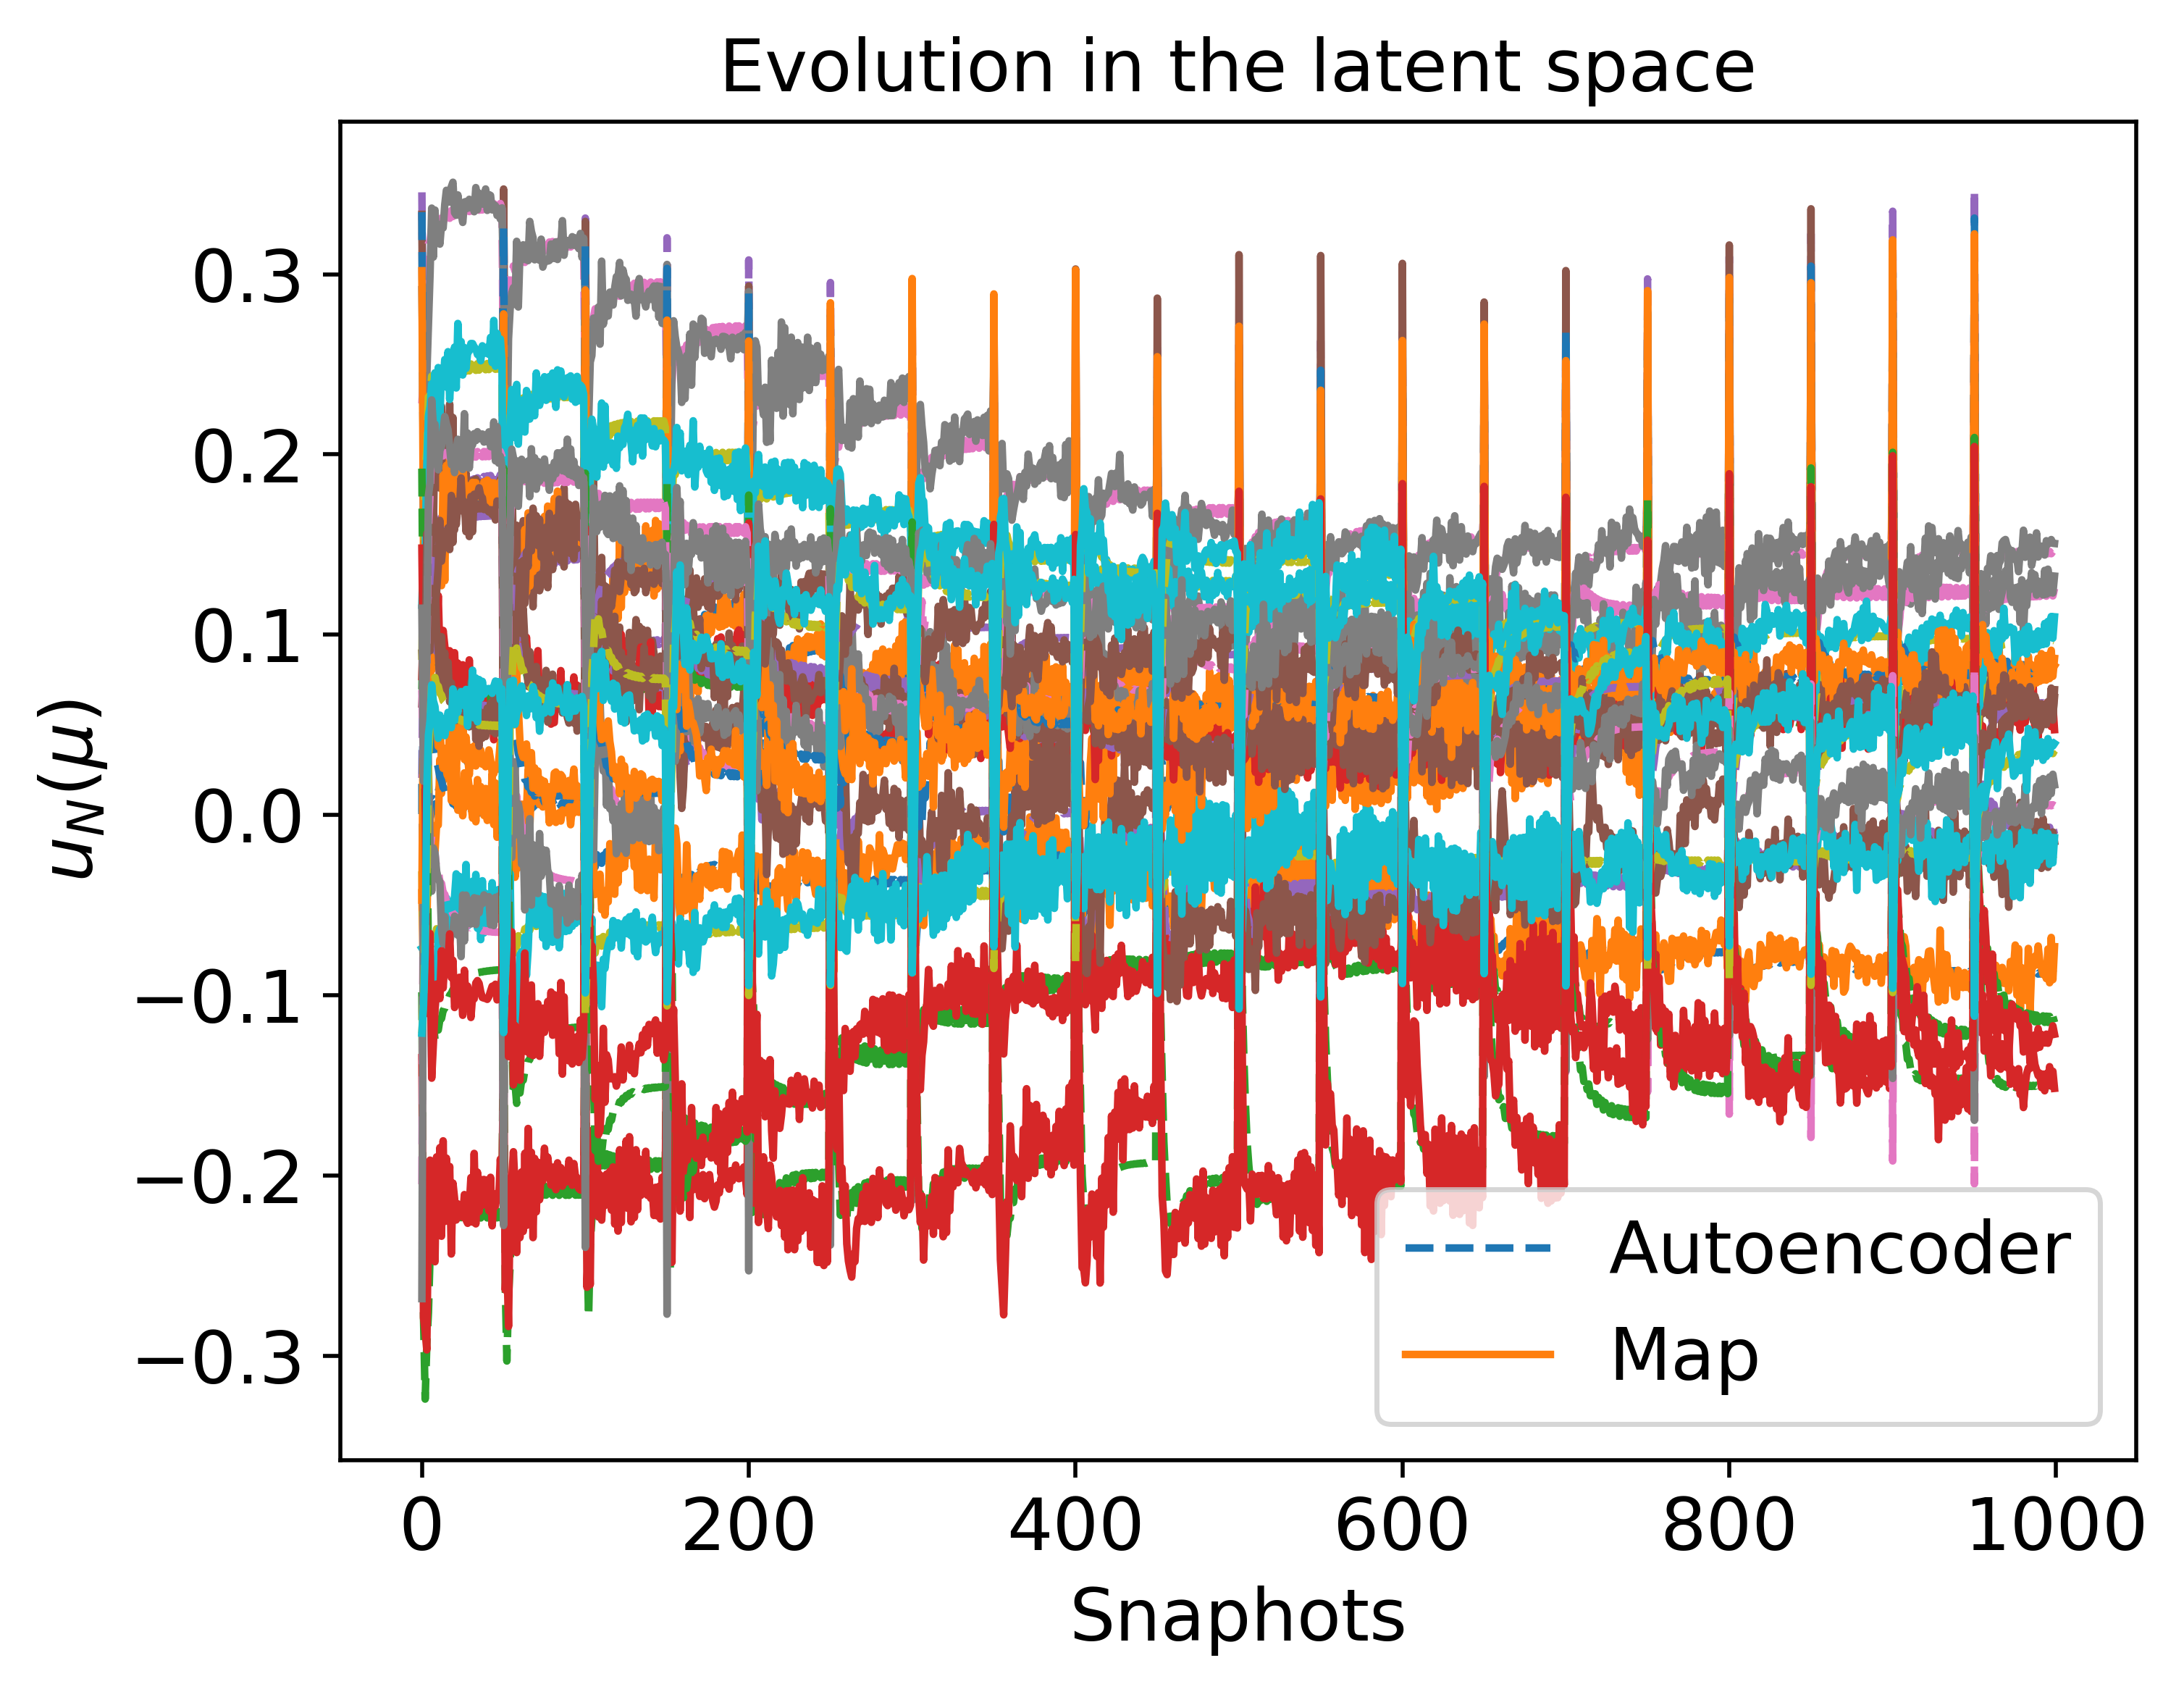 Evolution in the latent space
u_N(μ)
0.3
0.2
0.1
0.0
−0.1
−0.2
−0.3
Autoencoder
Map
0 200 400 600 800 1000
Snaphots